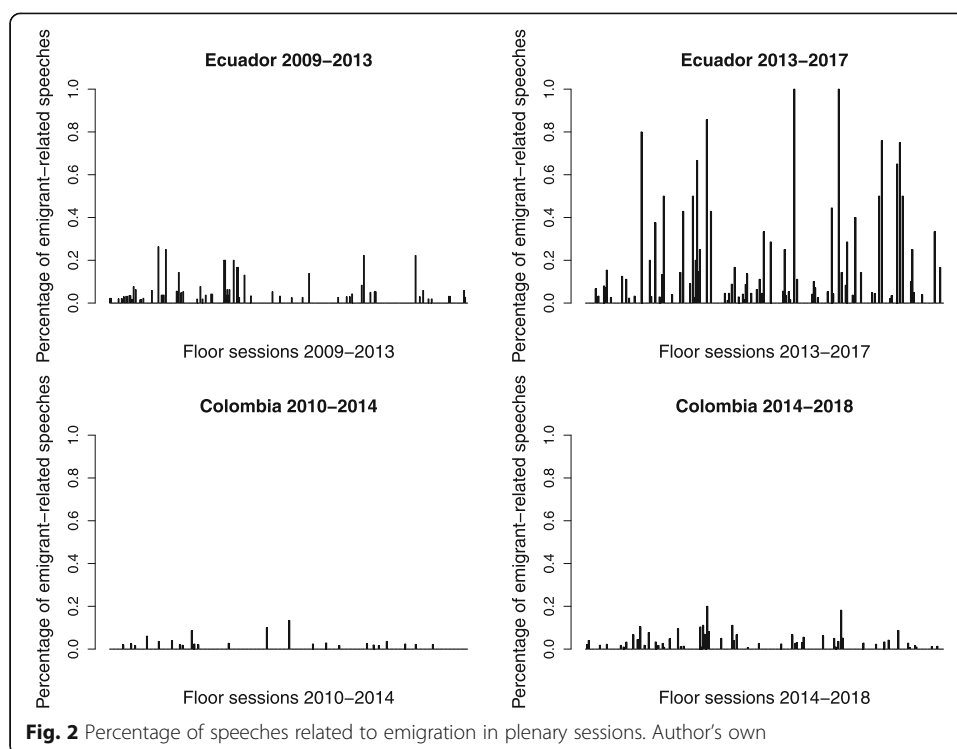 Ecuador 2009–2013
Percentage of emigrant–related speeches
1.0
0.8
0.6
0.4
0.2
0.0
Floor sessions 2009–2013
Ecuador 2013–2017
Percentage of emigrant–related speeches
1.0
0.8
0.6
0.4
0.2
0.0
Floor sessions 2013–2017
Colombia 2010–2014
Percentage of emigrant–related speeches
1.0
0.8
0.6
0.4
0.2
0.0
Floor sessions 2010–2014
Colombia 2014–2018
Percentage of emigrant–related speeches
1.0
0.8
0.6
0.4
0.2
0.0
Floor sessions 2014–2018
Fig. 2 Percentage of speeches related to emigration in plenary sessions. Author's own